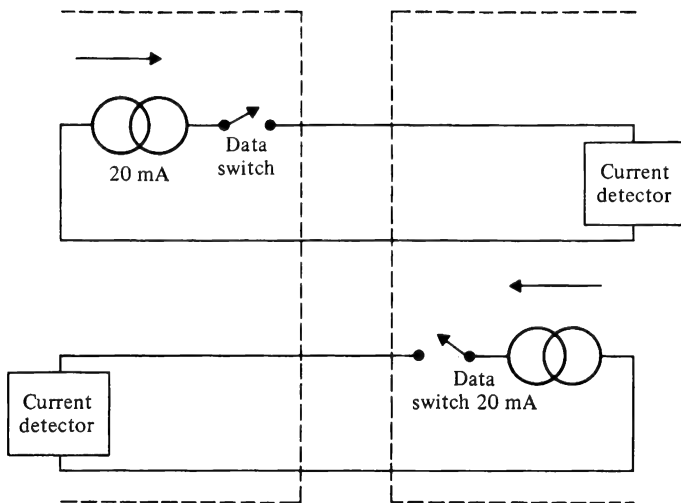 20 mA
Data
switch
Current
detector
Data
switch 20 mA
Current
detector